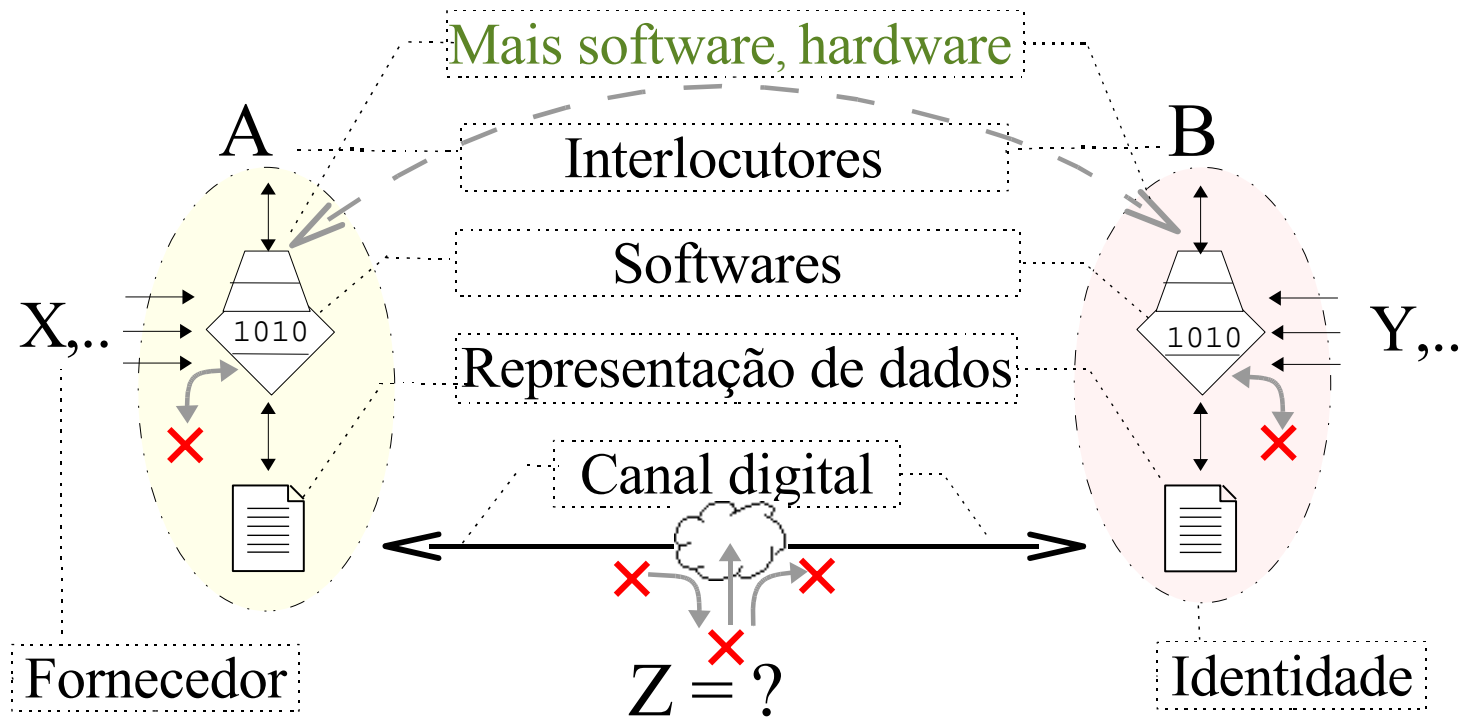 Mais software, hardware
A
Interlocutores
B
Softwares
X,..
1010
1010
Y,..
Representação de dados
Canal digital
Fornecedor
Z = ?
Identidade